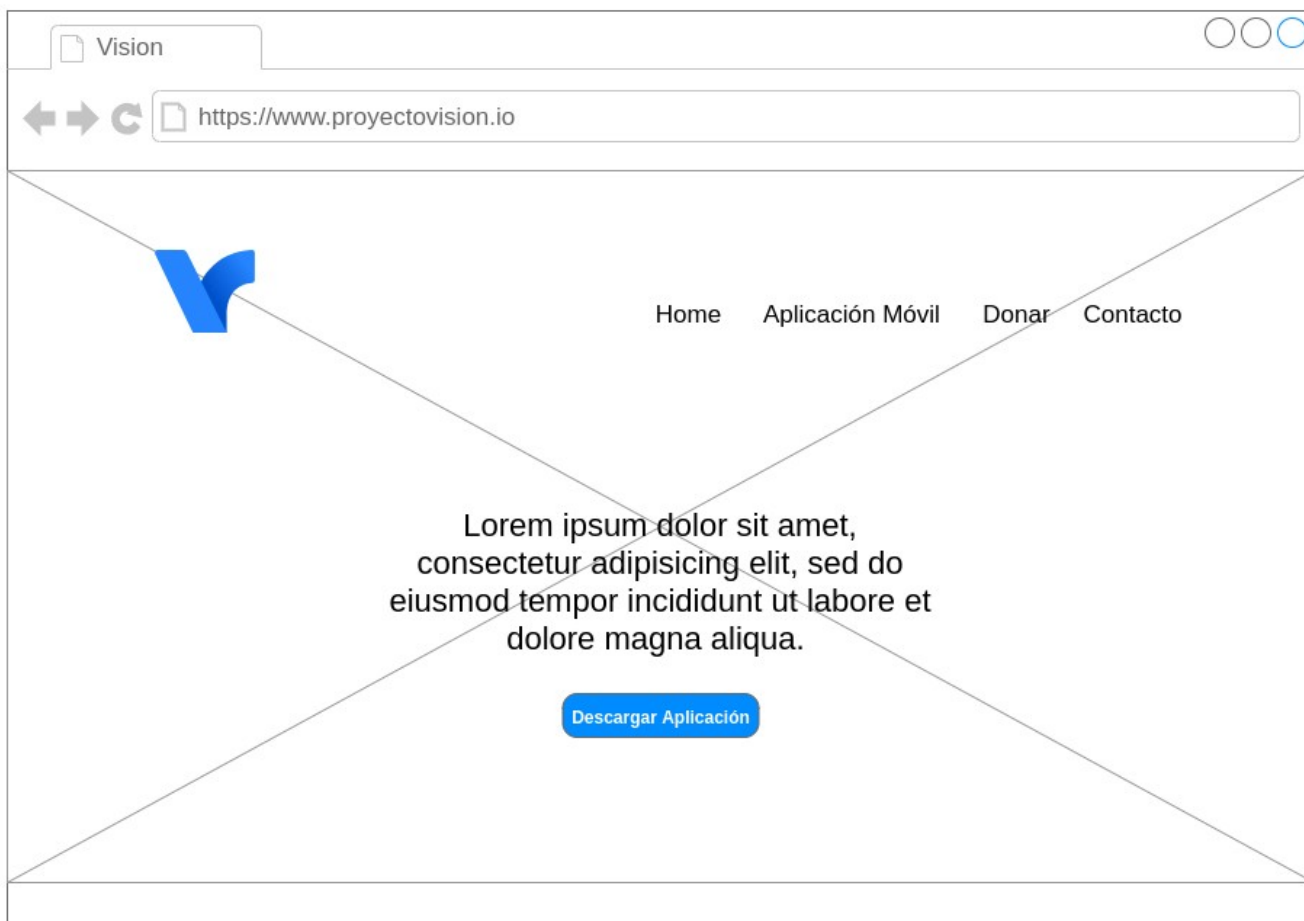 Vision
https://www.proyectovision.io
Home Aplicación Móvil Donar Contacto
Lorem ipsum dolor sit amet,
consectetur adipisicing elit, sed do
eiusmod tempor incididunt ut labore et
dolore magna aliqua.
Descargar Aplicación